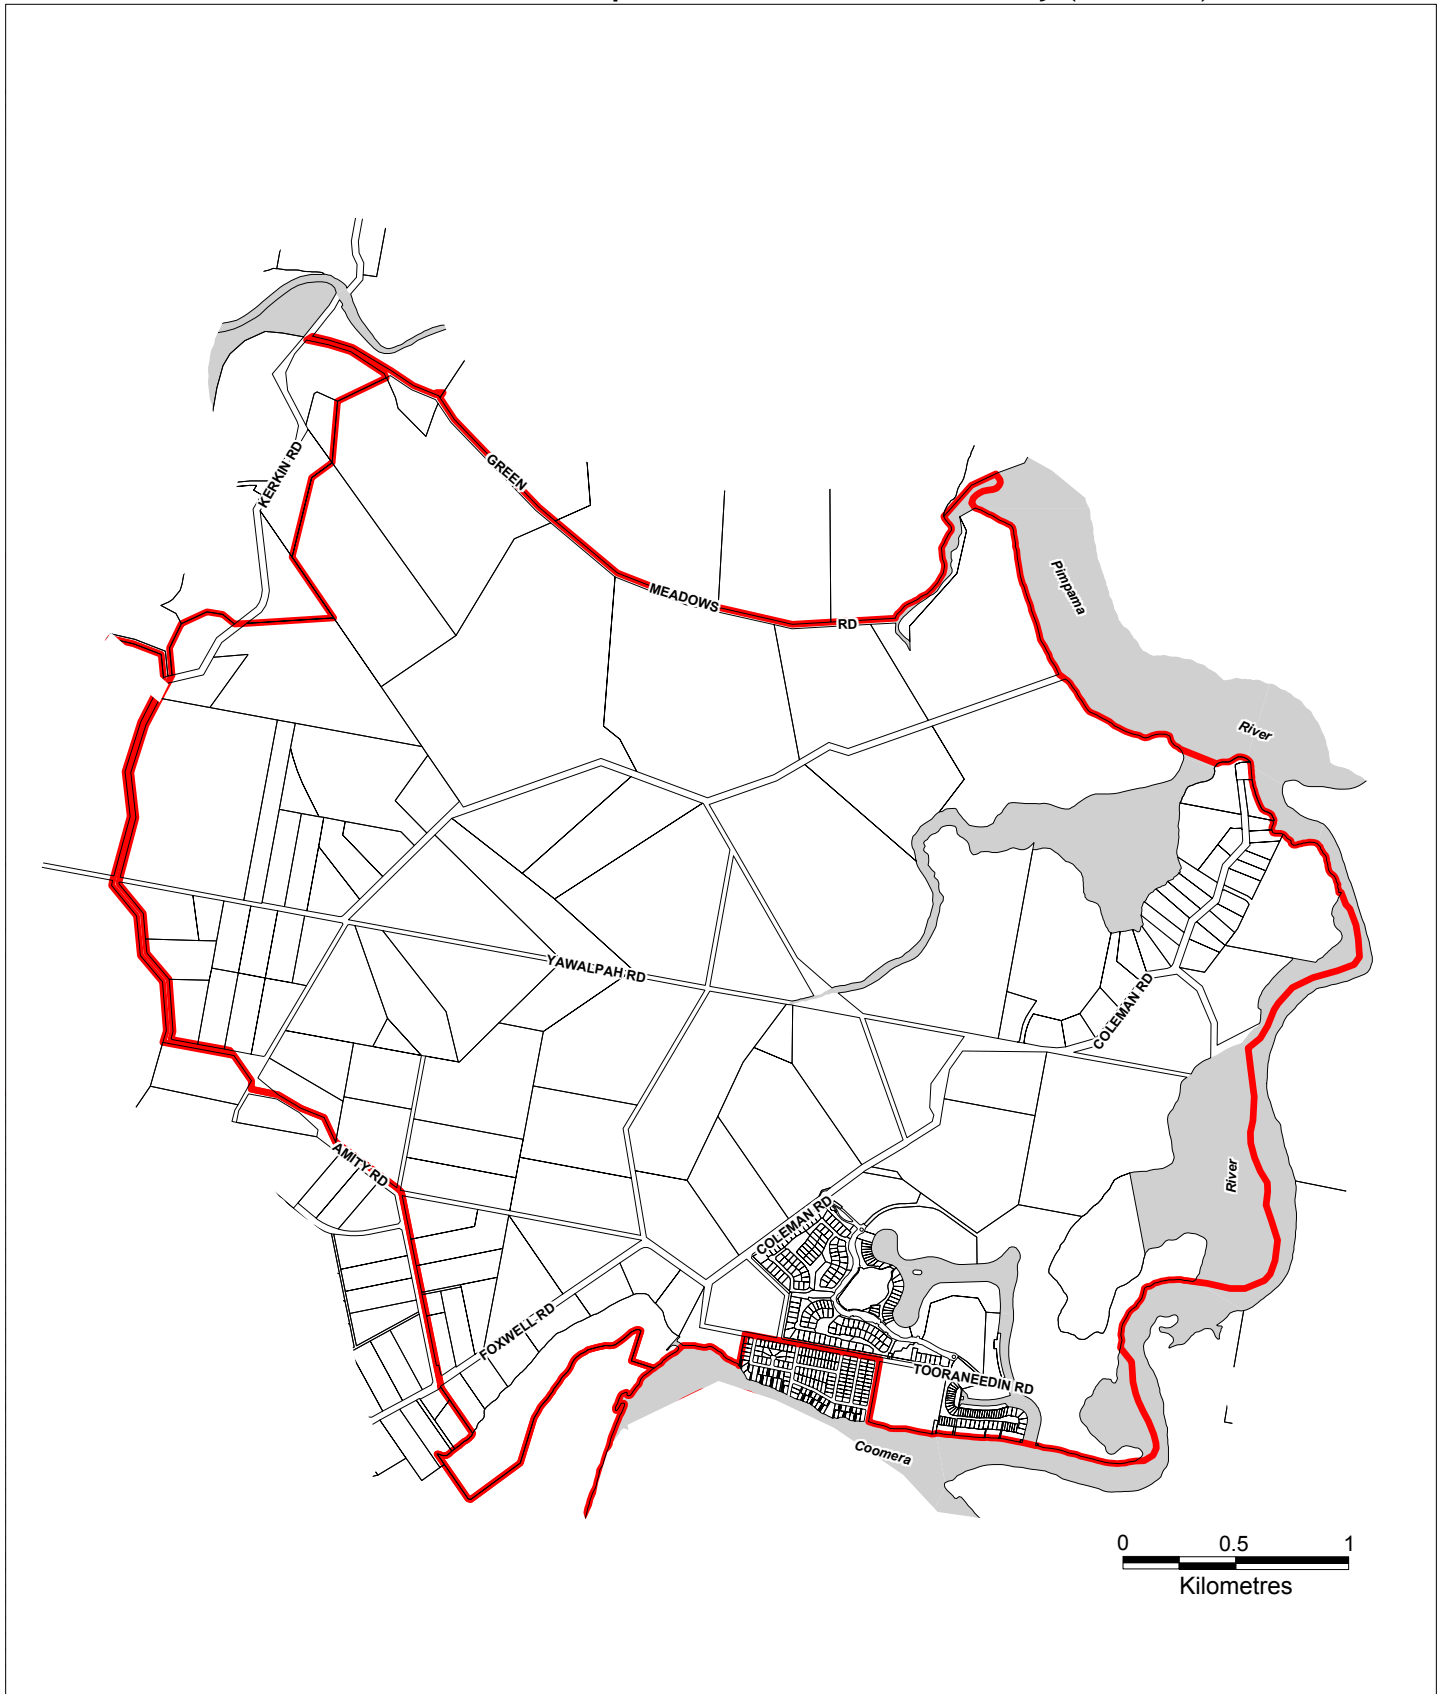 KERKIN RD
GREEN
MEADOWS
RD
Pimpama
River
YAWALPAH RD
COLEMAN RD
AMITY RD
River
COLEMAN RD
FOXWELL RD
TOORANEEDIN RD
Coomera
0 0.5 1
Kilometres